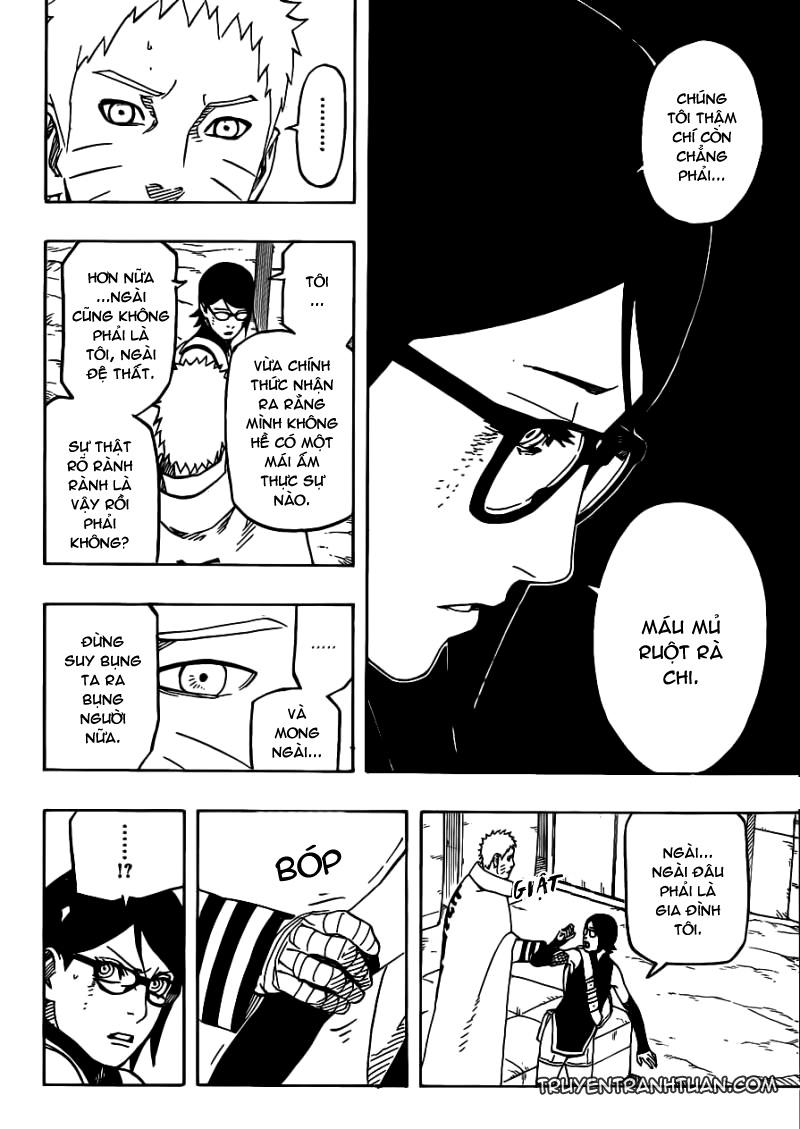 CHÚNG
TÔI THẬM
CHÍ CÒN
CHẲNG
PHẢI...
MÁU MỦ
RUỘT RÀ
CHI.
.........
TÔI
...
VỪA CHÍNH
THỨC NHẬN
RA RẰNG
MÌNH KHÔNG
HỀ CÓ MỘT
MÁI ẤM
THỰC SỰ
NÀO.
HƠN NỮA
...NGÀI
CŨNG KHÔNG
PHẢI LÀ
TÔI, NGÀI
ĐỆ THẤT.
SỰ THẬT
RÕ RÀNH
RÀNH LÀ
VẬY RỒI
PHẢI
KHÔNG?
......
VÀ
MONG
NGÀI...
ĐỪNG
SUY BỤNG
TA RA
BỤNG
NGƯỜI
NỮA.
NGÀI...
NGÀI ĐÂU
PHẢI LÀ
GIA ĐÌNH
TÔI.
GIẬT
BÓP
......
!?
TRUYENTRANHTUAN.COM